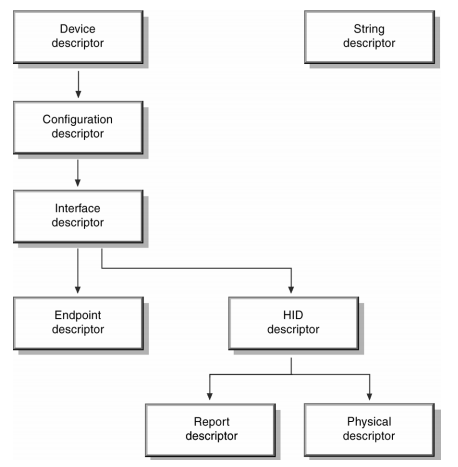 Device
descriptor
String
descriptor
Configuration
descriptor
Interface
descriptor
Endpoint
descriptor
HID
descriptor
Report
descriptor
Physical
descriptor